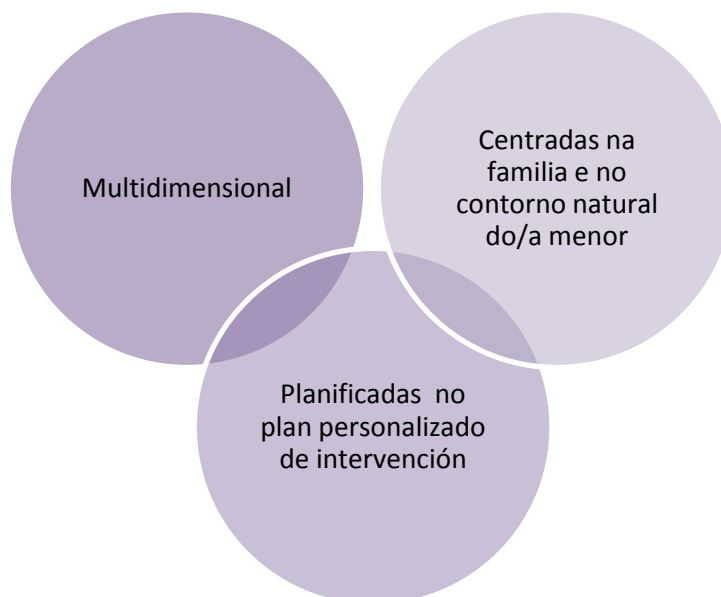 Multidimensional
Centradas na
familia e no
contorno natural
do/a menor
Planificadas  no
plan personalizado
de intervención